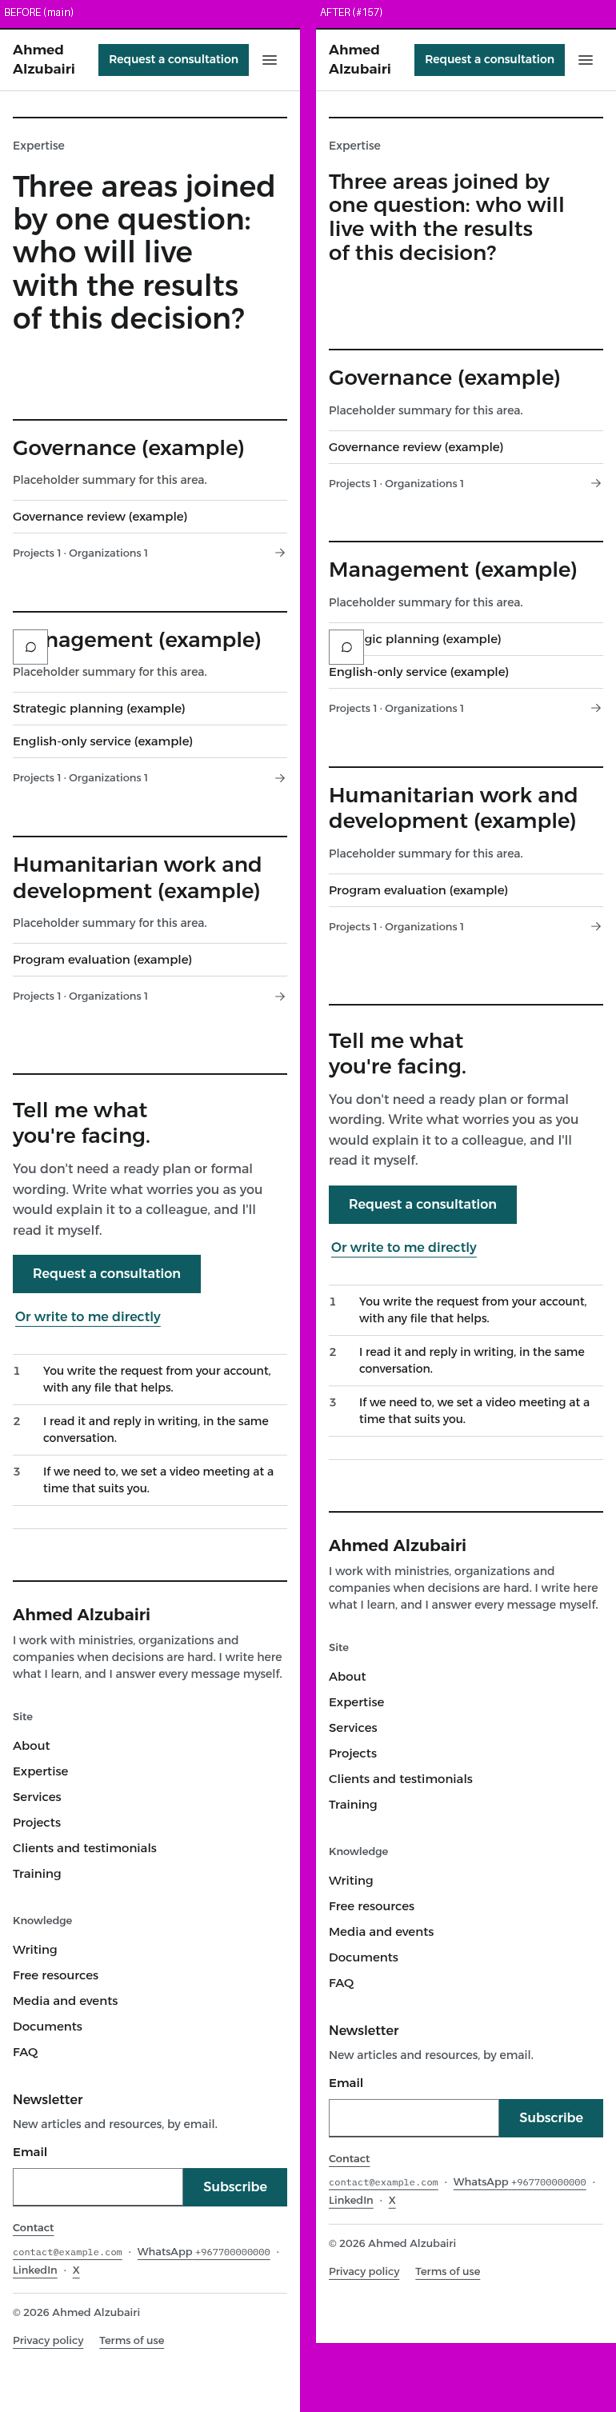 BEFORE (main)
Ahmed
Alzubairi
Request a consultation
Expertise
Three areas joined
by one question:
who will live
with the results
of this decision?
Governance (example)
Placeholder summary for this area.
Governance review (example)
Projects 1 · Organizations 1
nagement (example)
Placeholder summary for this area.
Strategic planning (example)
English-only service (example)
Projects 1 · Organizations 1
Humanitarian work and
development (example)
Placeholder summary for this area.
Program evaluation (example)
Projects 1 · Organizations 1
Tell me what
you're facing.
You don't need a ready plan or formal
wording. Write what worries you as you
would explain it to a colleague, and I'll
read it myself.
Request a consultation
Or write to me directly
1 You write the request from your account,
with any file that helps.
2 I read it and reply in writing, in the same
conversation.
3 If we need to, we set a video meeting at a
time that suits you.
Ahmed Alzubairi
I work with ministries, organizations and
companies when decisions are hard. I write here
what I learn, and I answer every message myself.
Site
About
Expertise
Services
Projects
Clients and testimonials
Training
Knowledge
Writing
Free resources
Media and events
Documents
FAQ
Newsletter
New articles and resources, by email.
Email
Subscribe
Contact
contact@example.com · WhatsApp +967700000000 ·
LinkedIn · X
© 2026 Ahmed Alzubairi
Privacy policy Terms of use
AFTER (#157)
Ahmed
Alzubairi
Request a consultation
Expertise
Three areas joined by
one question: who will
live with the results
of this decision?
Governance (example)
Placeholder summary for this area.
Governance review (example)
Projects 1 · Organizations 1
Management (example)
Placeholder summary for this area.
gic planning (example)
English-only service (example)
Projects 1 · Organizations 1
Humanitarian work and
development (example)
Placeholder summary for this area.
Program evaluation (example)
Projects 1 · Organizations 1
Tell me what
you're facing.
You don't need a ready plan or formal
wording. Write what worries you as you
would explain it to a colleague, and I'll
read it myself.
Request a consultation
Or write to me directly
1 You write the request from your account,
with any file that helps.
2 I read it and reply in writing, in the same
conversation.
3 If we need to, we set a video meeting at a
time that suits you.
Ahmed Alzubairi
I work with ministries, organizations and
companies when decisions are hard. I write here
what I learn, and I answer every message myself.
Site
About
Expertise
Services
Projects
Clients and testimonials
Training
Knowledge
Writing
Free resources
Media and events
Documents
FAQ
Newsletter
New articles and resources, by email.
Email
Subscribe
Contact
contact@example.com · WhatsApp +967700000000 ·
LinkedIn · X
© 2026 Ahmed Alzubairi
Privacy policy Terms of use